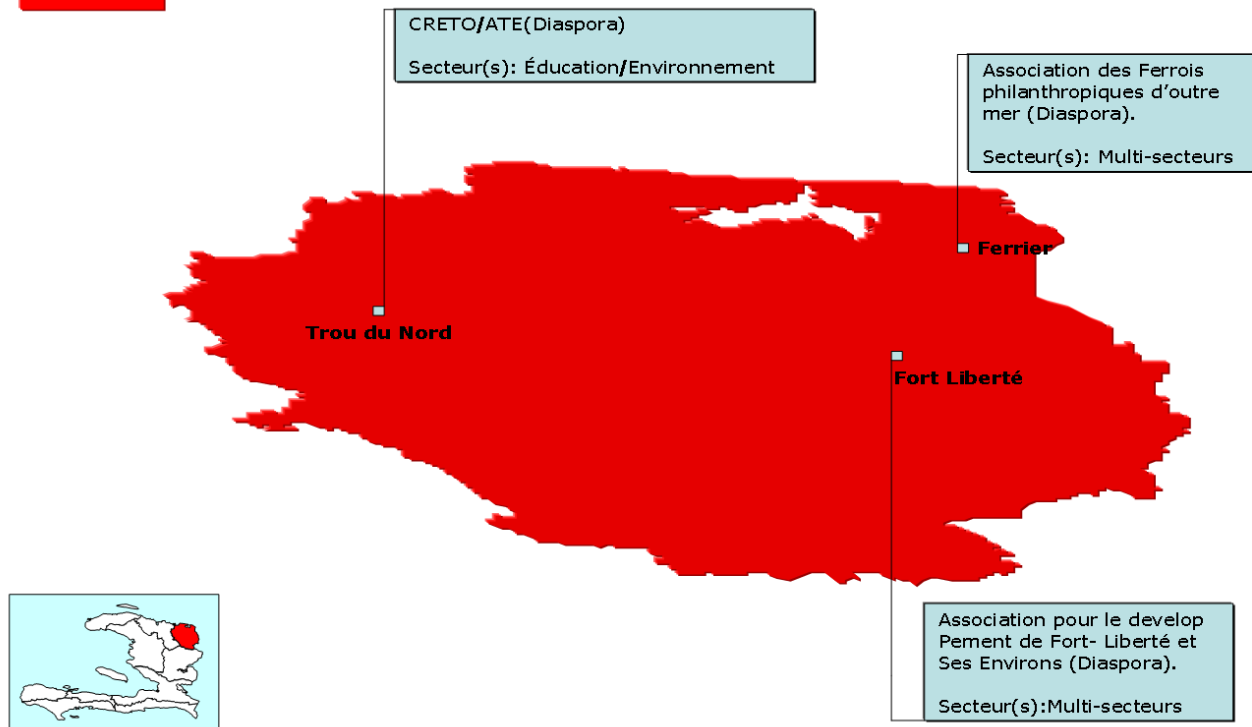 CRETO/ATE(Diaspora)
Secteur(s): Éducation/Environnement
Association des Ferrois
philanthropiques d'outre
mer (Diaspora).
Secteur(s): Multi-secteurs
Ferrier
Trou du Nord
Fort Liberté
Association pour le develop
Pement de Fort- Liberté et
Ses Environs (Diaspora).
Secteur(s):Multi-secteurs